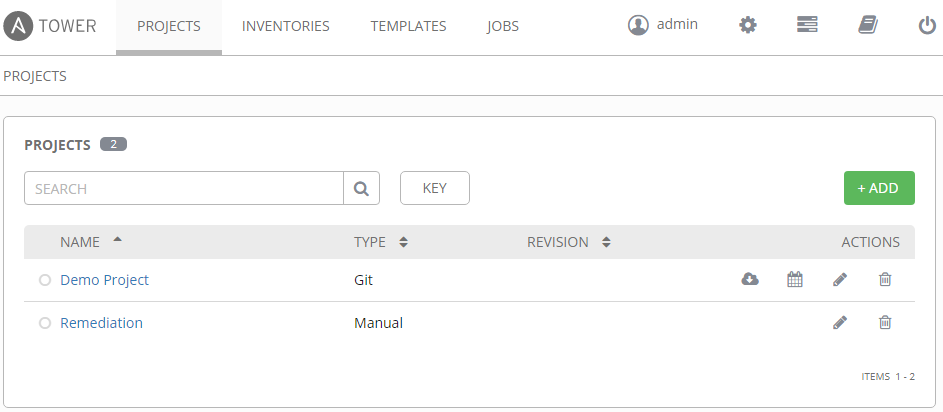 TOWER PROJECTS INVENTORIES TEMPLATES JOBS admin
PROJECTS
PROJECTS 2
SEARCH KEY + ADD
NAME TYPE REVISION ACTIONS
Demo Project Git
Remediation Manual
ITEMS 1 - 2